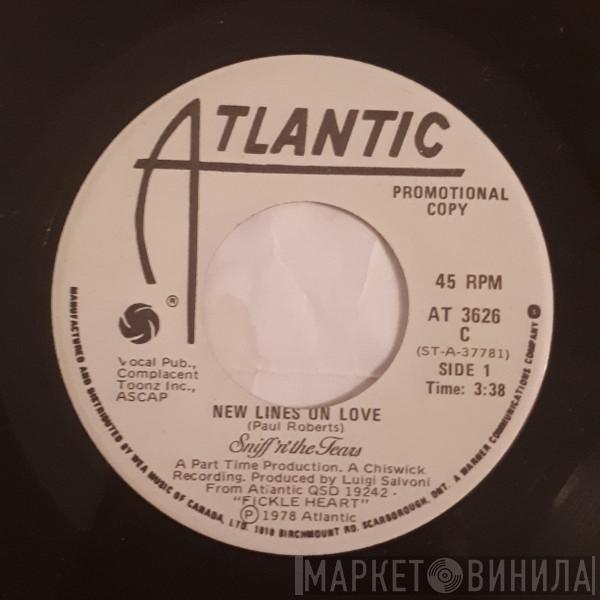 ATLANTIC
PROMOTIONAL
COPY
®
45 RPM
AT 3626
C
(ST-A-37781)
SIDE 1
Time: 3:38
Vocal Pub.,
Complacent
Toonz Inc.,
ASCAP
NEW LINES ON LOVE
(Paul Roberts)
Sniff 'n' the Tears
A Part Time Production. A Chiswick
Recording. Produced by Luigi Salvoni
From Atlantic QSD 19242 -
"FICKLE HEART"
Ⓟ 1978 Atlantic
MANUFACTURED AND DISTRIBUTED BY WEA MUSIC OF CANADA, LTD. 1810 BIRCHMOUNT RD. SCARBOROUGH, ONT. A WARNER COMMUNICATIONS COMPANY
МАРКЕТ ВИНИЛА